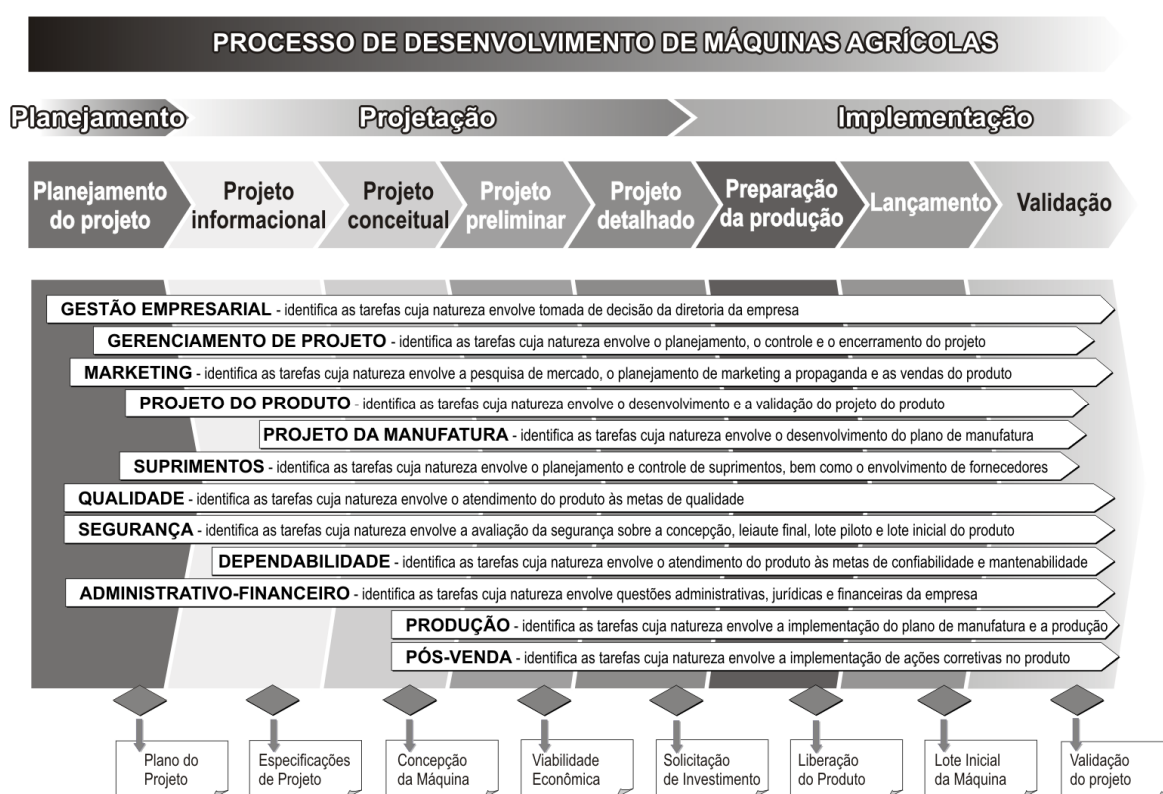 PROCESSO DE DESENVOLVIMENTO DE MÁQUINAS AGRÍCOLAS
Planejamento
Projetação
Implementação
Planejamento
do projeto
Projeto
informacional
Projeto
conceitual
Projeto
preliminar
Projeto
detalhado
Preparação
da produção
Lançamento
Validação
GESTÃO EMPRESARIAL - identifica as tarefas cuja natureza envolve tomada de decisão da diretoria da empresa
GERENCIAMENTO DE PROJETO - identifica as tarefas cuja natureza envolve o planejamento, o controle e o encerramento do projeto
MARKETING - identifica as tarefas cuja natureza envolve a pesquisa de mercado, o planejamento de marketing a propaganda e as vendas do produto
PROJETO DO PRODUTO - identifica as tarefas cuja natureza envolve o desenvolvimento e a validação do projeto do produto
PROJETO DA MANUFATURA - identifica as tarefas cuja natureza envolve o desenvolvimento do plano de manufatura
SUPRIMENTOS - identifica as tarefas cuja natureza envolve o planejamento e controle de suprimentos, bem como o envolvimento de fornecedores
QUALIDADE - identifica as tarefas cuja natureza envolve o atendimento do produto às metas de qualidade
SEGURANÇA - identifica as tarefas cuja natureza envolve a avaliação da segurança sobre a concepção, leiaute final, lote piloto e lote inicial do produto
DEPENDABILIDADE - identifica as tarefas cuja natureza envolve o atendimento do produto às metas de confiabilidade e mantenabilidade
ADMINISTRATIVO-FINANCEIRO - identifica as tarefas cuja natureza envolve questões administrativas, jurídicas e financeiras da empresa
PRODUÇÃO - identifica as tarefas cuja natureza envolve a implementação do plano de manufatura e a produção
PÓS-VENDA - identifica as tarefas cuja natureza envolve a implementação de ações corretivas no produto
Plano do
Projeto
Especificações
de Projeto
Concepção
da Máquina
Viabilidade
Econômica
Solicitação
de Investimento
Liberação
do Produto
Lote Inicial
da Máquina
Validação
do projeto